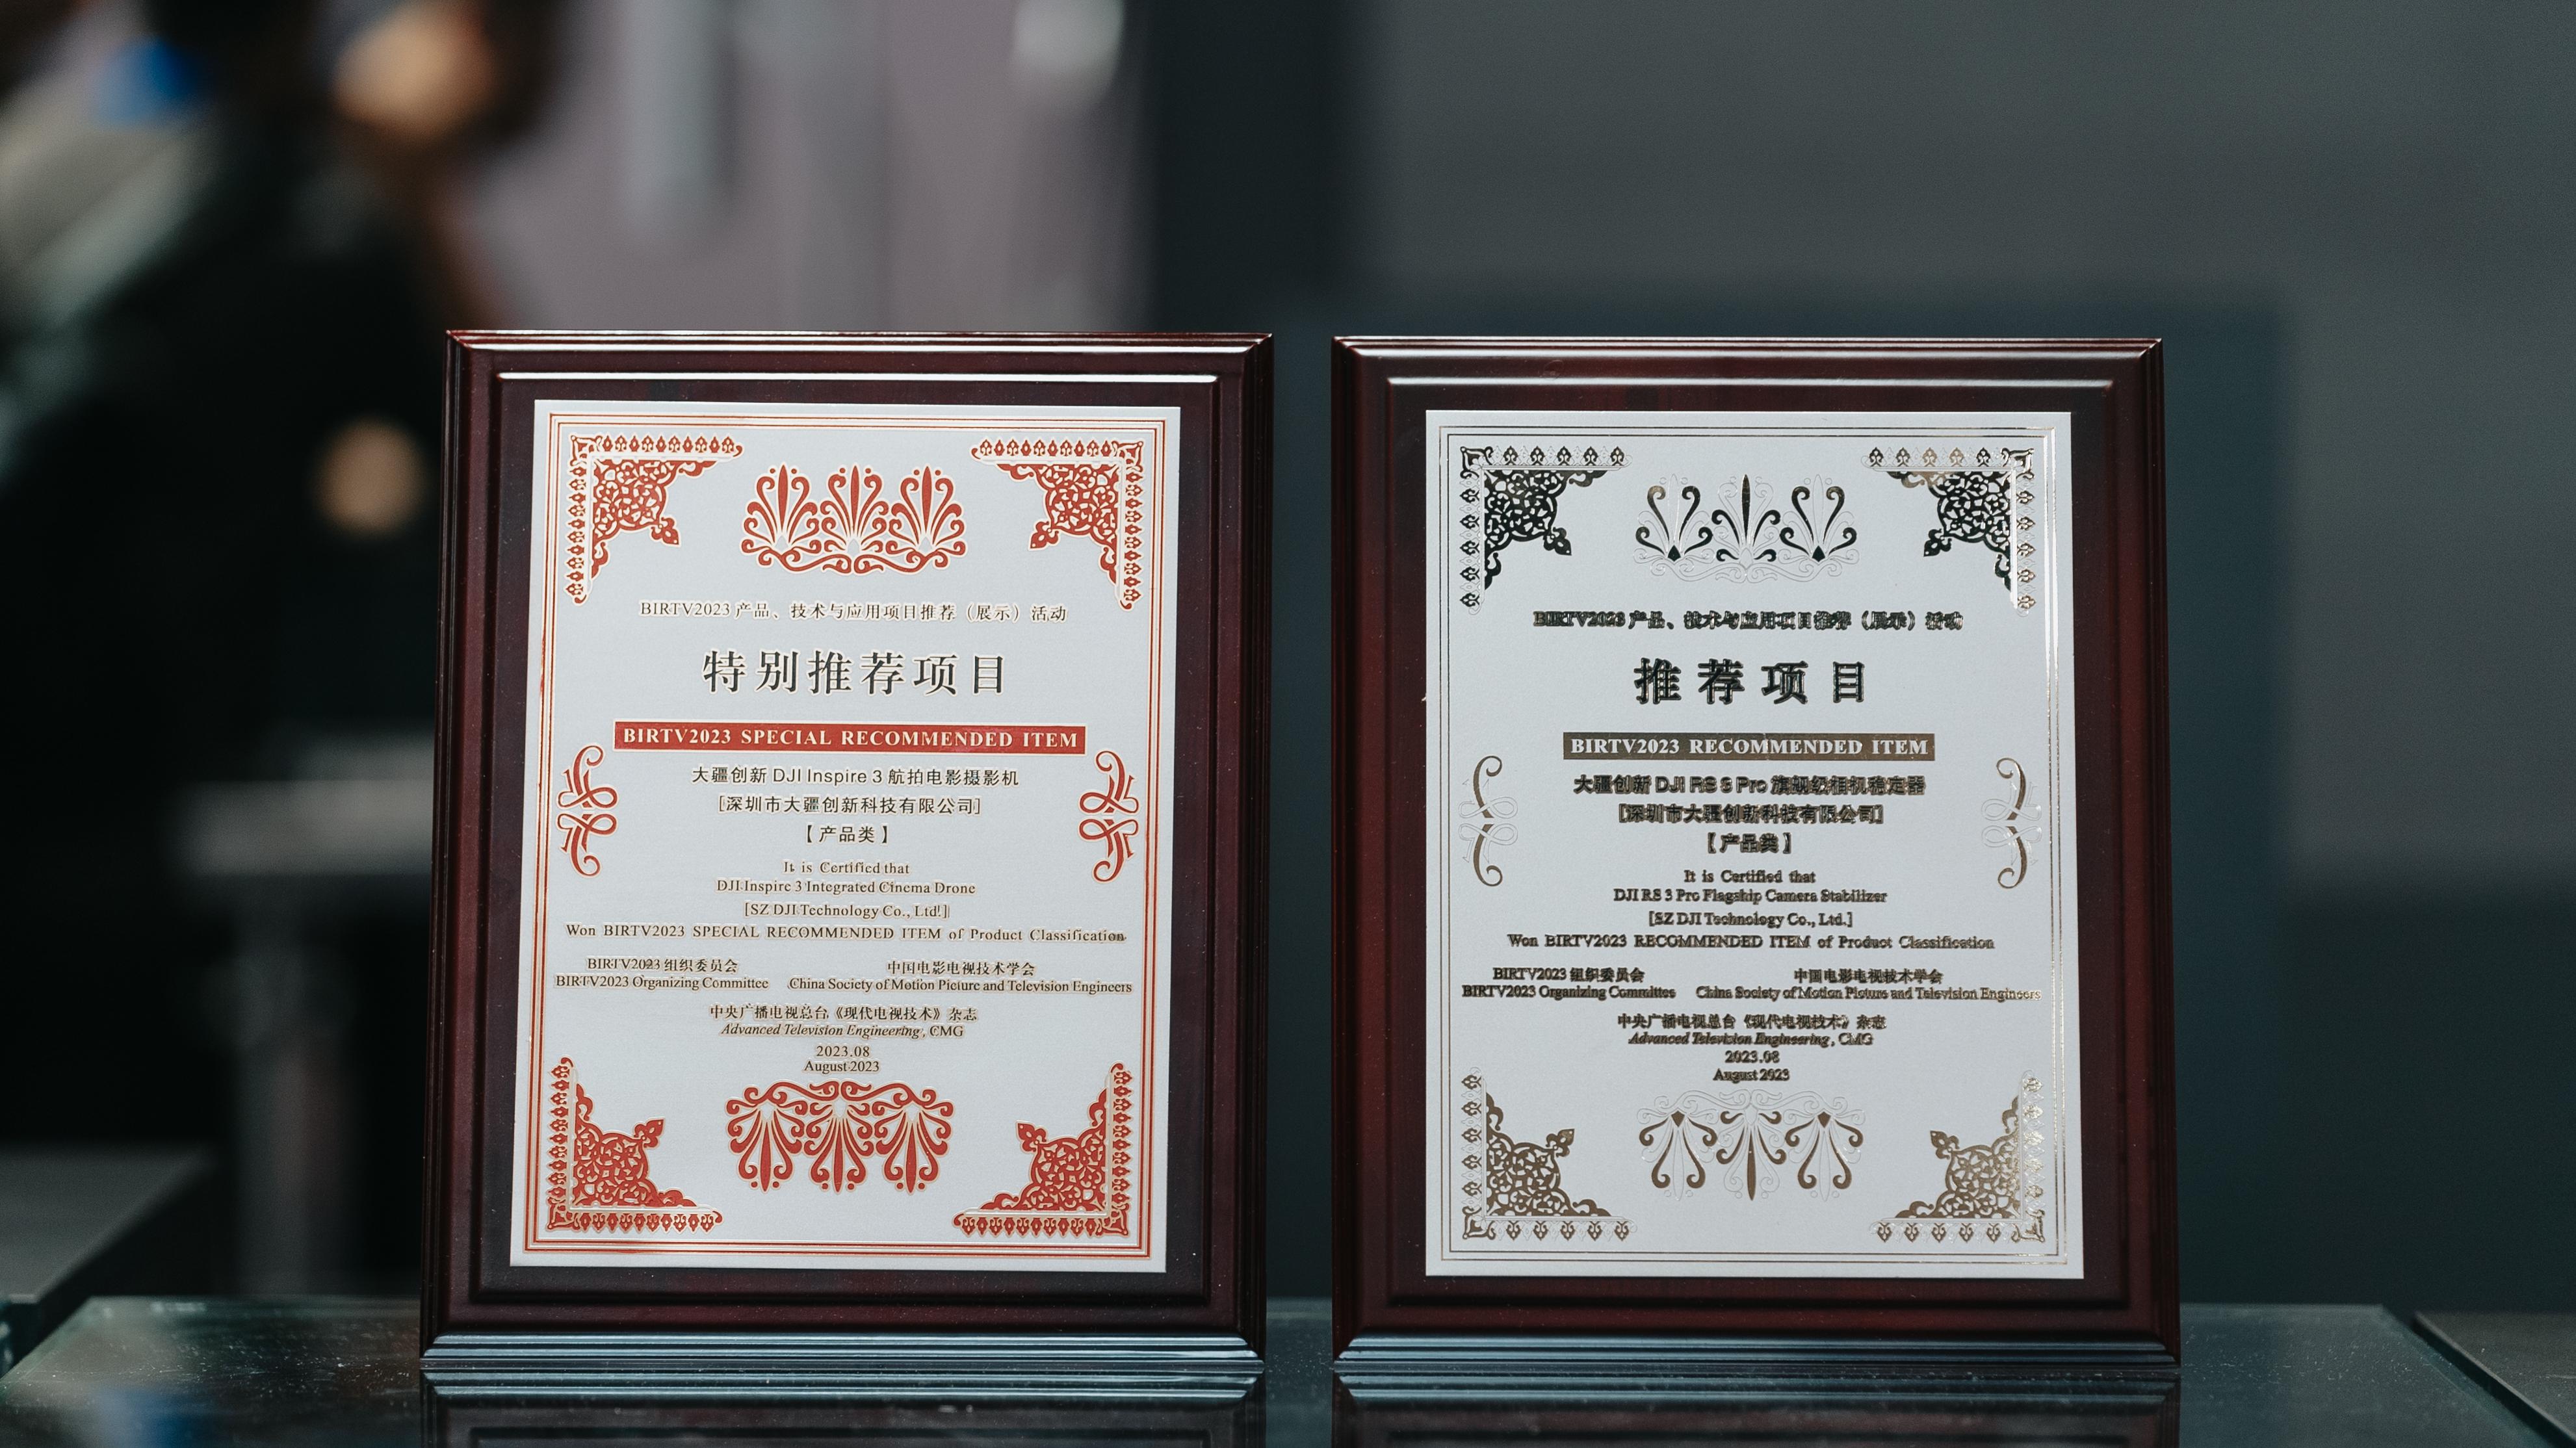 BIRTV2023 产品、技术与应用项目推荐（展示）活动
特别推荐项目
BIRTV2023 SPECIAL RECOMMENDED ITEM
大疆创新 DJI Inspire 3 航拍电影摄影机
[深圳市大疆创新科技有限公司]
【产品类】
It is Certified that
DJI Inspire 3 Integrated Cinema Drone
[SZ DJI Technology Co., Ltd.]
Won BIRTV2023 SPECIAL RECOMMENDED ITEM of Product Classification
BIRTV2023 组织委员会 中国电影电视技术学会
BIRTV2023 Organizing Committee China Society of Motion Picture and Television Engineers
中央广播电视总台《现代电视技术》杂志
Advanced Television Engineering, CMG
2023.08
August 2023
BIRTV2023 产品、技术与应用项目推荐（展示）活动
推荐项目
BIRTV2023 RECOMMENDED ITEM
大疆创新 DJI RS 3 Pro 旗舰级相机稳定器
[深圳市大疆创新科技有限公司]
【产品类】
It is Certified that
DJI RS 3 Pro Flagship Camera Stabilizer
[SZ DJI Technology Co., Ltd.]
Won BIRTV2023 RECOMMENDED ITEM of Product Classification
BIRTV2023 组织委员会 中国电影电视技术学会
BIRTV2023 Organizing Committee China Society of Motion Picture and Television Engineers
中央广播电视总台《现代电视技术》杂志
Advanced Television Engineering, CMG
2023.08
August 2023